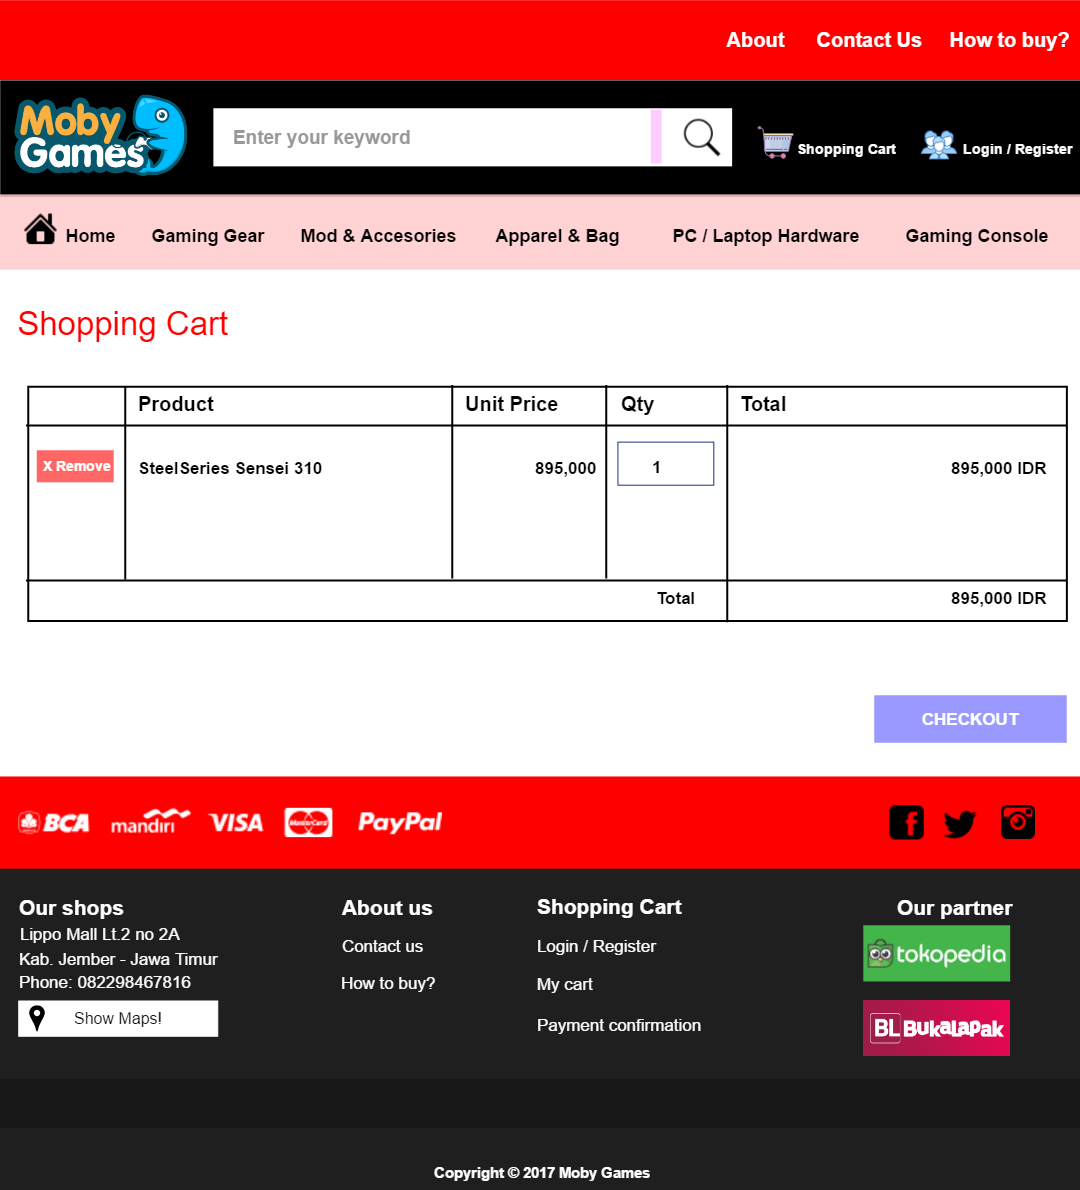 About Contact Us How to buy?
Moby
Games
Enter your keyword
Shopping Cart
Login / Register
Home Gaming Gear Mod & Accesories Apparel & Bag PC / Laptop Hardware Gaming Console
Shopping Cart
Product Unit Price Qty Total
X Remove SteelSeries Sensei 310 895,000 1 895,000 IDR
Total 895,000 IDR
CHECKOUT
BCA mandiri VISA MasterCard PayPal
Our shops
Lippo Mall Lt.2 no 2A
Kab. Jember - Jawa Timur
Phone: 082298467816
Show Maps!
About us
Contact us
How to buy?
Shopping Cart
Login / Register
My cart
Payment confirmation
Our partner
tokopedia
BL BukaLapak
Copyright © 2017 Moby Games